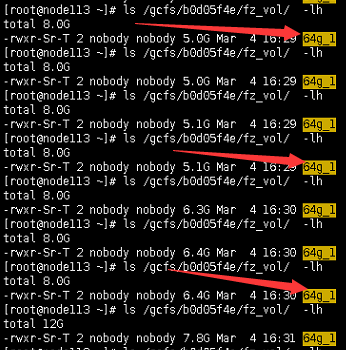 [root@node113 ~]# ls /gcfs/b0d05f4e/fz_vol/ -lh
total 8.0G
-rwxr-Sr-T 2 nobody nobody 5.0G Mar 4 16:29 64g_1
[root@node113 ~]# ls /gcfs/b0d05f4e/fz_vol/ -lh
total 8.0G
-rwxr-Sr-T 2 nobody nobody 5.0G Mar 4 16:29 64g_1
[root@node113 ~]# ls /gcfs/b0d05f4e/fz_vol/ -lh
total 8.0G
-rwxr-Sr-T 2 nobody nobody 5.1G Mar 4 16:29 64g_1
[root@node113 ~]# ls /gcfs/b0d05f4e/fz_vol/ -lh
total 8.0G
-rwxr-Sr-T 2 nobody nobody 5.1G Mar 4 16:29 64g_1
[root@node113 ~]# ls /gcfs/b0d05f4e/fz_vol/ -lh
total 8.0G
-rwxr-Sr-T 2 nobody nobody 6.3G Mar 4 16:30 64g_1
[root@node113 ~]# ls /gcfs/b0d05f4e/fz_vol/ -lh
total 8.0G
-rwxr-Sr-T 2 nobody nobody 6.4G Mar 4 16:30 64g_1
[root@node113 ~]# ls /gcfs/b0d05f4e/fz_vol/ -lh
total 8.0G
-rwxr-Sr-T 2 nobody nobody 6.4G Mar 4 16:30 64g_1
[root@node113 ~]# ls /gcfs/b0d05f4e/fz_vol/ -lh
total 12G
-rwxr-Sr-T 2 nobody nobody 7.8G Mar 4 16:31 64g_1